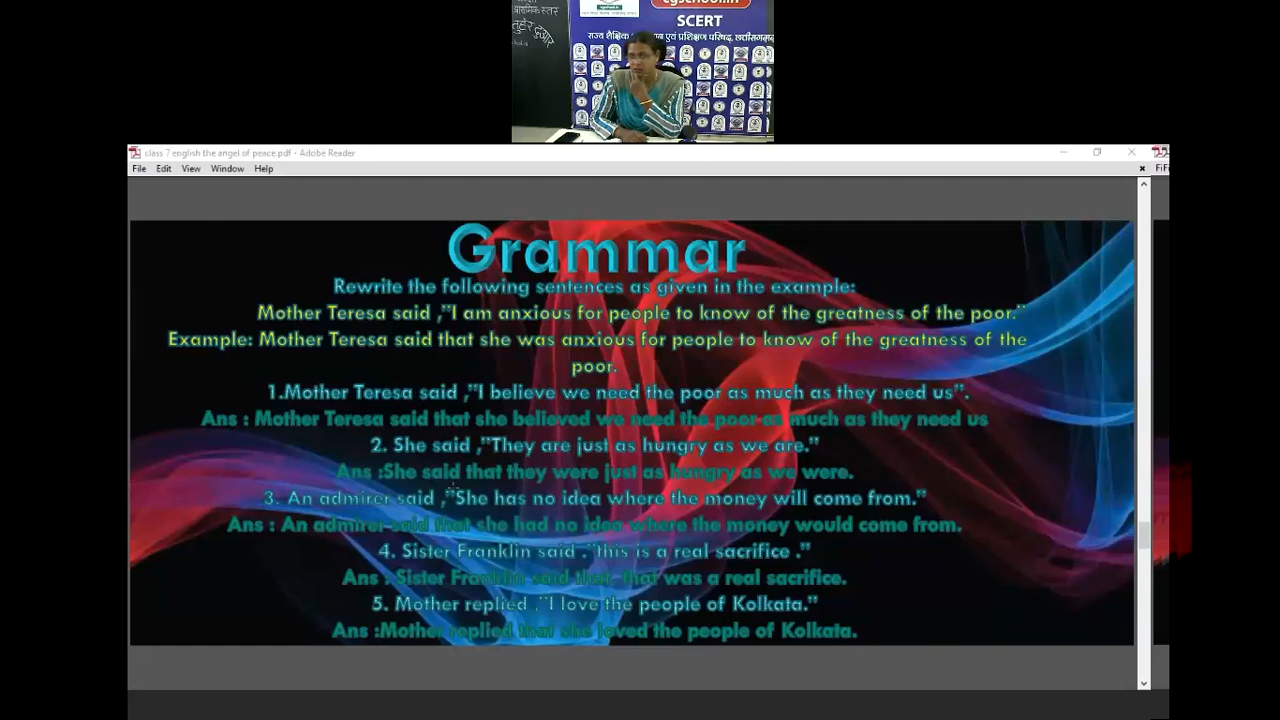 प्राथमिक स्तर
cgschool.in
SCERT
class 7 english the angel of peace.pdf - Adobe Reader
File Edit View Window Help
Grammar
Rewrite the following sentences as given in the example:
Mother Teresa said ,"I am anxious for people to know of the greatness of the poor."
Example: Mother Teresa said that she was anxious for people to know of the greatness of the
poor.
1.Mother Teresa said ,"I believe we need the poor as much as they need us".
Ans : Mother Teresa said that she believed we need the poor as much as they need us
2. She said ,"They are just as hungry as we are."
Ans :She said that they were just as hungry as we were.
3. An admirer said ,"She has no idea where the money will come from."
Ans : An admirer said that she had no idea where the money would come from.
4. Sister Franklin said ."this is a real sacrifice ."
Ans : Sister Franklin said that, that was a real sacrifice.
5. Mother replied ."I love the people of Kolkata."
Ans :Mother replied that she loved the people of Kolkata.